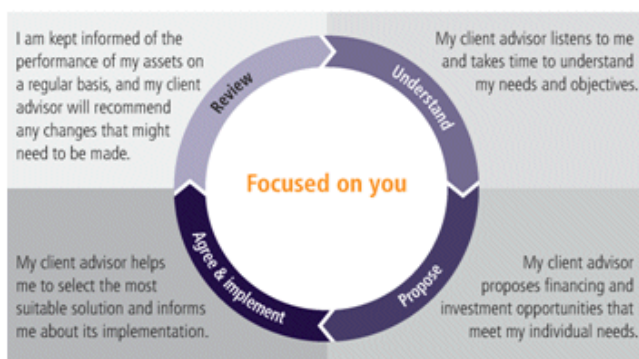 I am kept informed of the
performance of my assets on
a regular basis, and my client
advisor will recommend
any changes that might
need to be made.
My client advisor listens to me
and takes time to understand
my needs and objectives.
Review
Understand
Focused on you
Agree & implement
Propose
My client advisor helps
me to select the most
suitable solution and informs
me about its implementation.
My client advisor
proposes financing and
investment opportunities that
meet my individual needs.